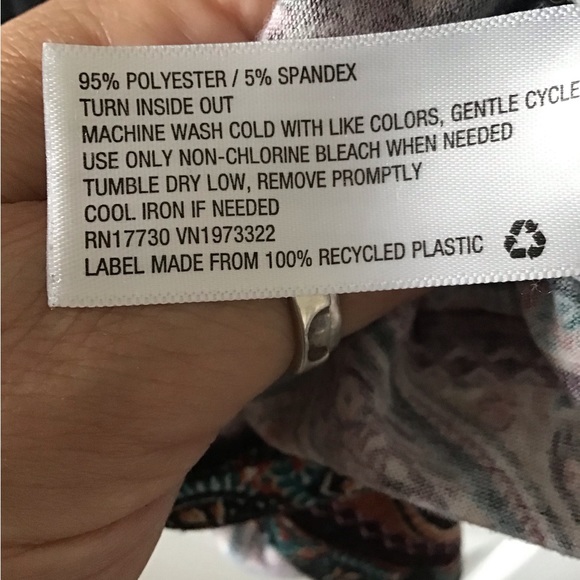 95% POLYESTER / 5% SPANDEX
TURN INSIDE OUT
MACHINE WASH COLD WITH LIKE COLORS, GENTLE CYCLE
USE ONLY NON-CHLORINE BLEACH WHEN NEEDED
TUMBLE DRY LOW, REMOVE PROMPTLY
COOL IRON IF NEEDED
RN17730 VN1973322
LABEL MADE FROM 100% RECYCLED PLASTIC